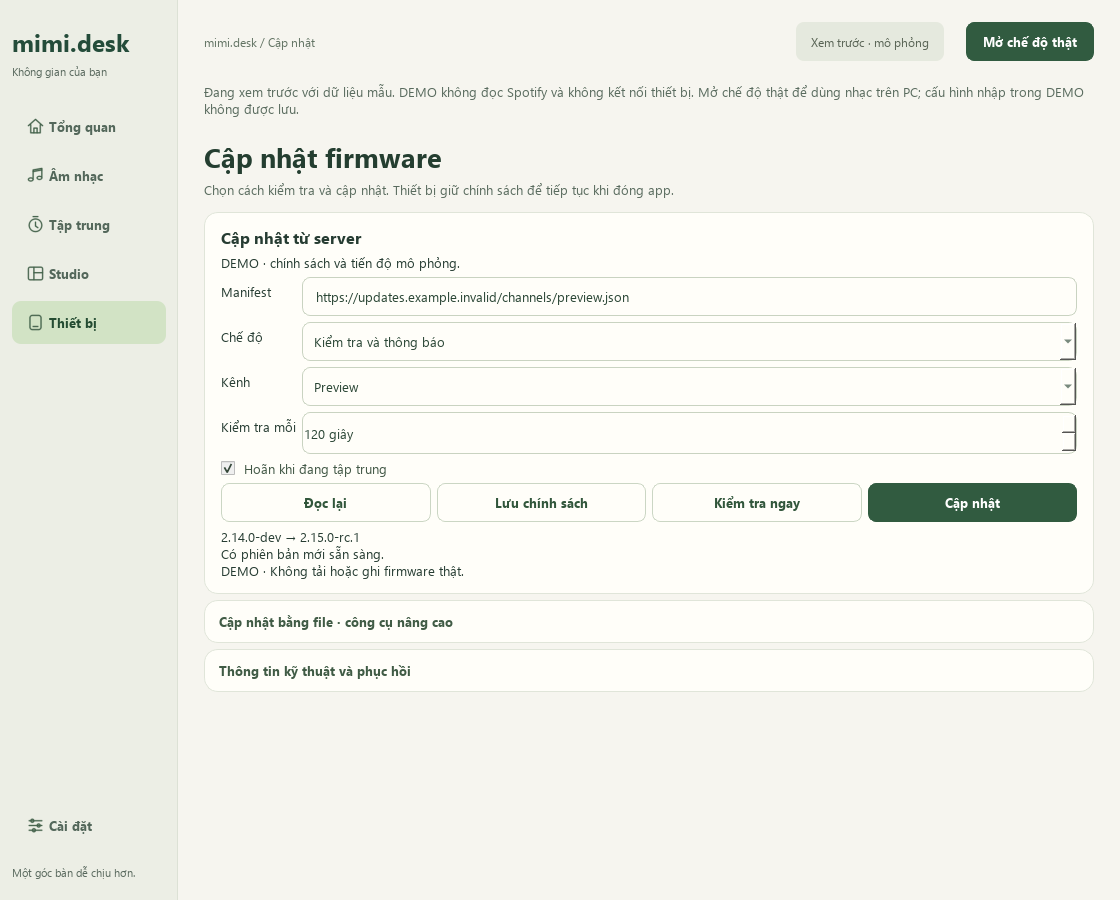 mimi.desk
Không gian của bạn
Tổng quan
Âm nhạc
Tập trung
Studio
Thiết bị
Cài đặt
Một góc bàn dễ chịu hơn.
mimi.desk / Cập nhật
Xem trước · mô phỏng
Mở chế độ thật
Đang xem trước với dữ liệu mẫu. DEMO không đọc Spotify và không kết nối thiết bị. Mở chế độ thật để dùng nhạc trên PC; cấu hình nhập trong DEMO
không được lưu.
Cập nhật firmware
Chọn cách kiểm tra và cập nhật. Thiết bị giữ chính sách để tiếp tục khi đóng app.
Cập nhật từ server
DEMO · chính sách và tiến độ mô phỏng.
Manifest
https://updates.example.invalid/channels/preview.json
Chế độ
Kiểm tra và thông báo
Kênh
Preview
Kiểm tra mỗi
120 giây
Hoãn khi đang tập trung
Đọc lại
Lưu chính sách
Kiểm tra ngay
Cập nhật
2.14.0-dev → 2.15.0-rc.1
Có phiên bản mới sẵn sàng.
DEMO · Không tải hoặc ghi firmware thật.
Cập nhật bằng file · công cụ nâng cao
Thông tin kỹ thuật và phục hồi